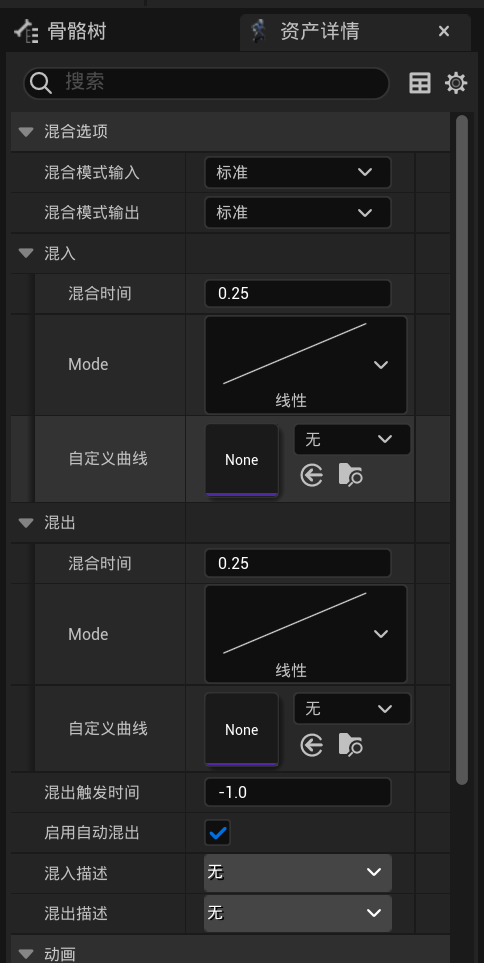 骨骼树 资产详情
搜索
混合选项
混合模式输入 标准
混合模式输出 标准
混入
混合时间 0.25
Mode 线性
自定义曲线 None 无
混出
混合时间 0.25
Mode 线性
自定义曲线 None 无
混出触发时间 -1.0
启用自动混出
混入描述 无
混出描述 无
动画